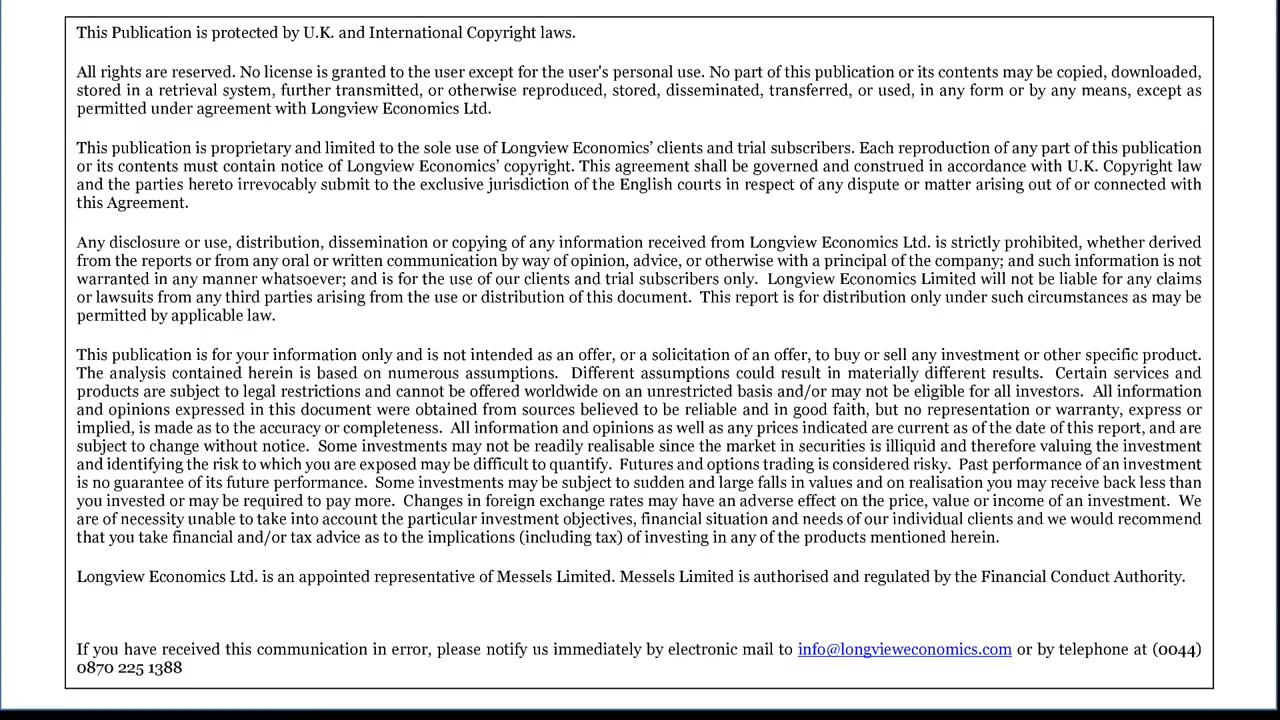 This Publication is protected by U.K. and International Copyright laws.
All rights are reserved. No license is granted to the user except for the user's personal use. No part of this publication or its contents may be copied, downloaded,
stored in a retrieval system, further transmitted, or otherwise reproduced, stored, disseminated, transferred, or used, in any form or by any means, except as
permitted under agreement with Longview Economics Ltd.
This publication is proprietary and limited to the sole use of Longview Economics’ clients and trial subscribers. Each reproduction of any part of this publication
or its contents must contain notice of Longview Economics’ copyright. This agreement shall be governed and construed in accordance with U.K. Copyright law
and the parties hereto irrevocably submit to the exclusive jurisdiction of the English courts in respect of any dispute or matter arising out of or connected with
this Agreement.
Any disclosure or use, distribution, dissemination or copying of any information received from Longview Economics Ltd. is strictly prohibited, whether derived
from the reports or from any oral or written communication by way of opinion, advice, or otherwise with a principal of the company; and such information is not
warranted in any manner whatsoever; and is for the use of our clients and trial subscribers only. Longview Economics Limited will not be liable for any claims
or lawsuits from any third parties arising from the use or distribution of this document. This report is for distribution only under such circumstances as may be
permitted by applicable law.
This publication is for your information only and is not intended as an offer, or a solicitation of an offer, to buy or sell any investment or other specific product.
The analysis contained herein is based on numerous assumptions. Different assumptions could result in materially different results. Certain services and
products are subject to legal restrictions and cannot be offered worldwide on an unrestricted basis and/or may not be eligible for all investors. All information
and opinions expressed in this document were obtained from sources believed to be reliable and in good faith, but no representation or warranty, express or
implied, is made as to the accuracy or completeness. All information and opinions as well as any prices indicated are current as of the date of this report, and are
subject to change without notice. Some investments may not be readily realisable since the market in securities is illiquid and therefore valuing the investment
and identifying the risk to which you are exposed may be difficult to quantify. Futures and options trading is considered risky. Past performance of an investment
is no guarantee of its future performance. Some investments may be subject to sudden and large falls in values and on realisation you may receive back less than
you invested or may be required to pay more. Changes in foreign exchange rates may have an adverse effect on the price, value or income of an investment. We
are of necessity unable to take into account the particular investment objectives, financial situation and needs of our individual clients and we would recommend
that you take financial and/or tax advice as to the implications (including tax) of investing in any of the products mentioned herein.
Longview Economics Ltd. is an appointed representative of Messels Limited. Messels Limited is authorised and regulated by the Financial Conduct Authority.
If you have received this communication in error, please notify us immediately by electronic mail to info@longvieweconomics.com or by telephone at (0044)
0870 225 1388